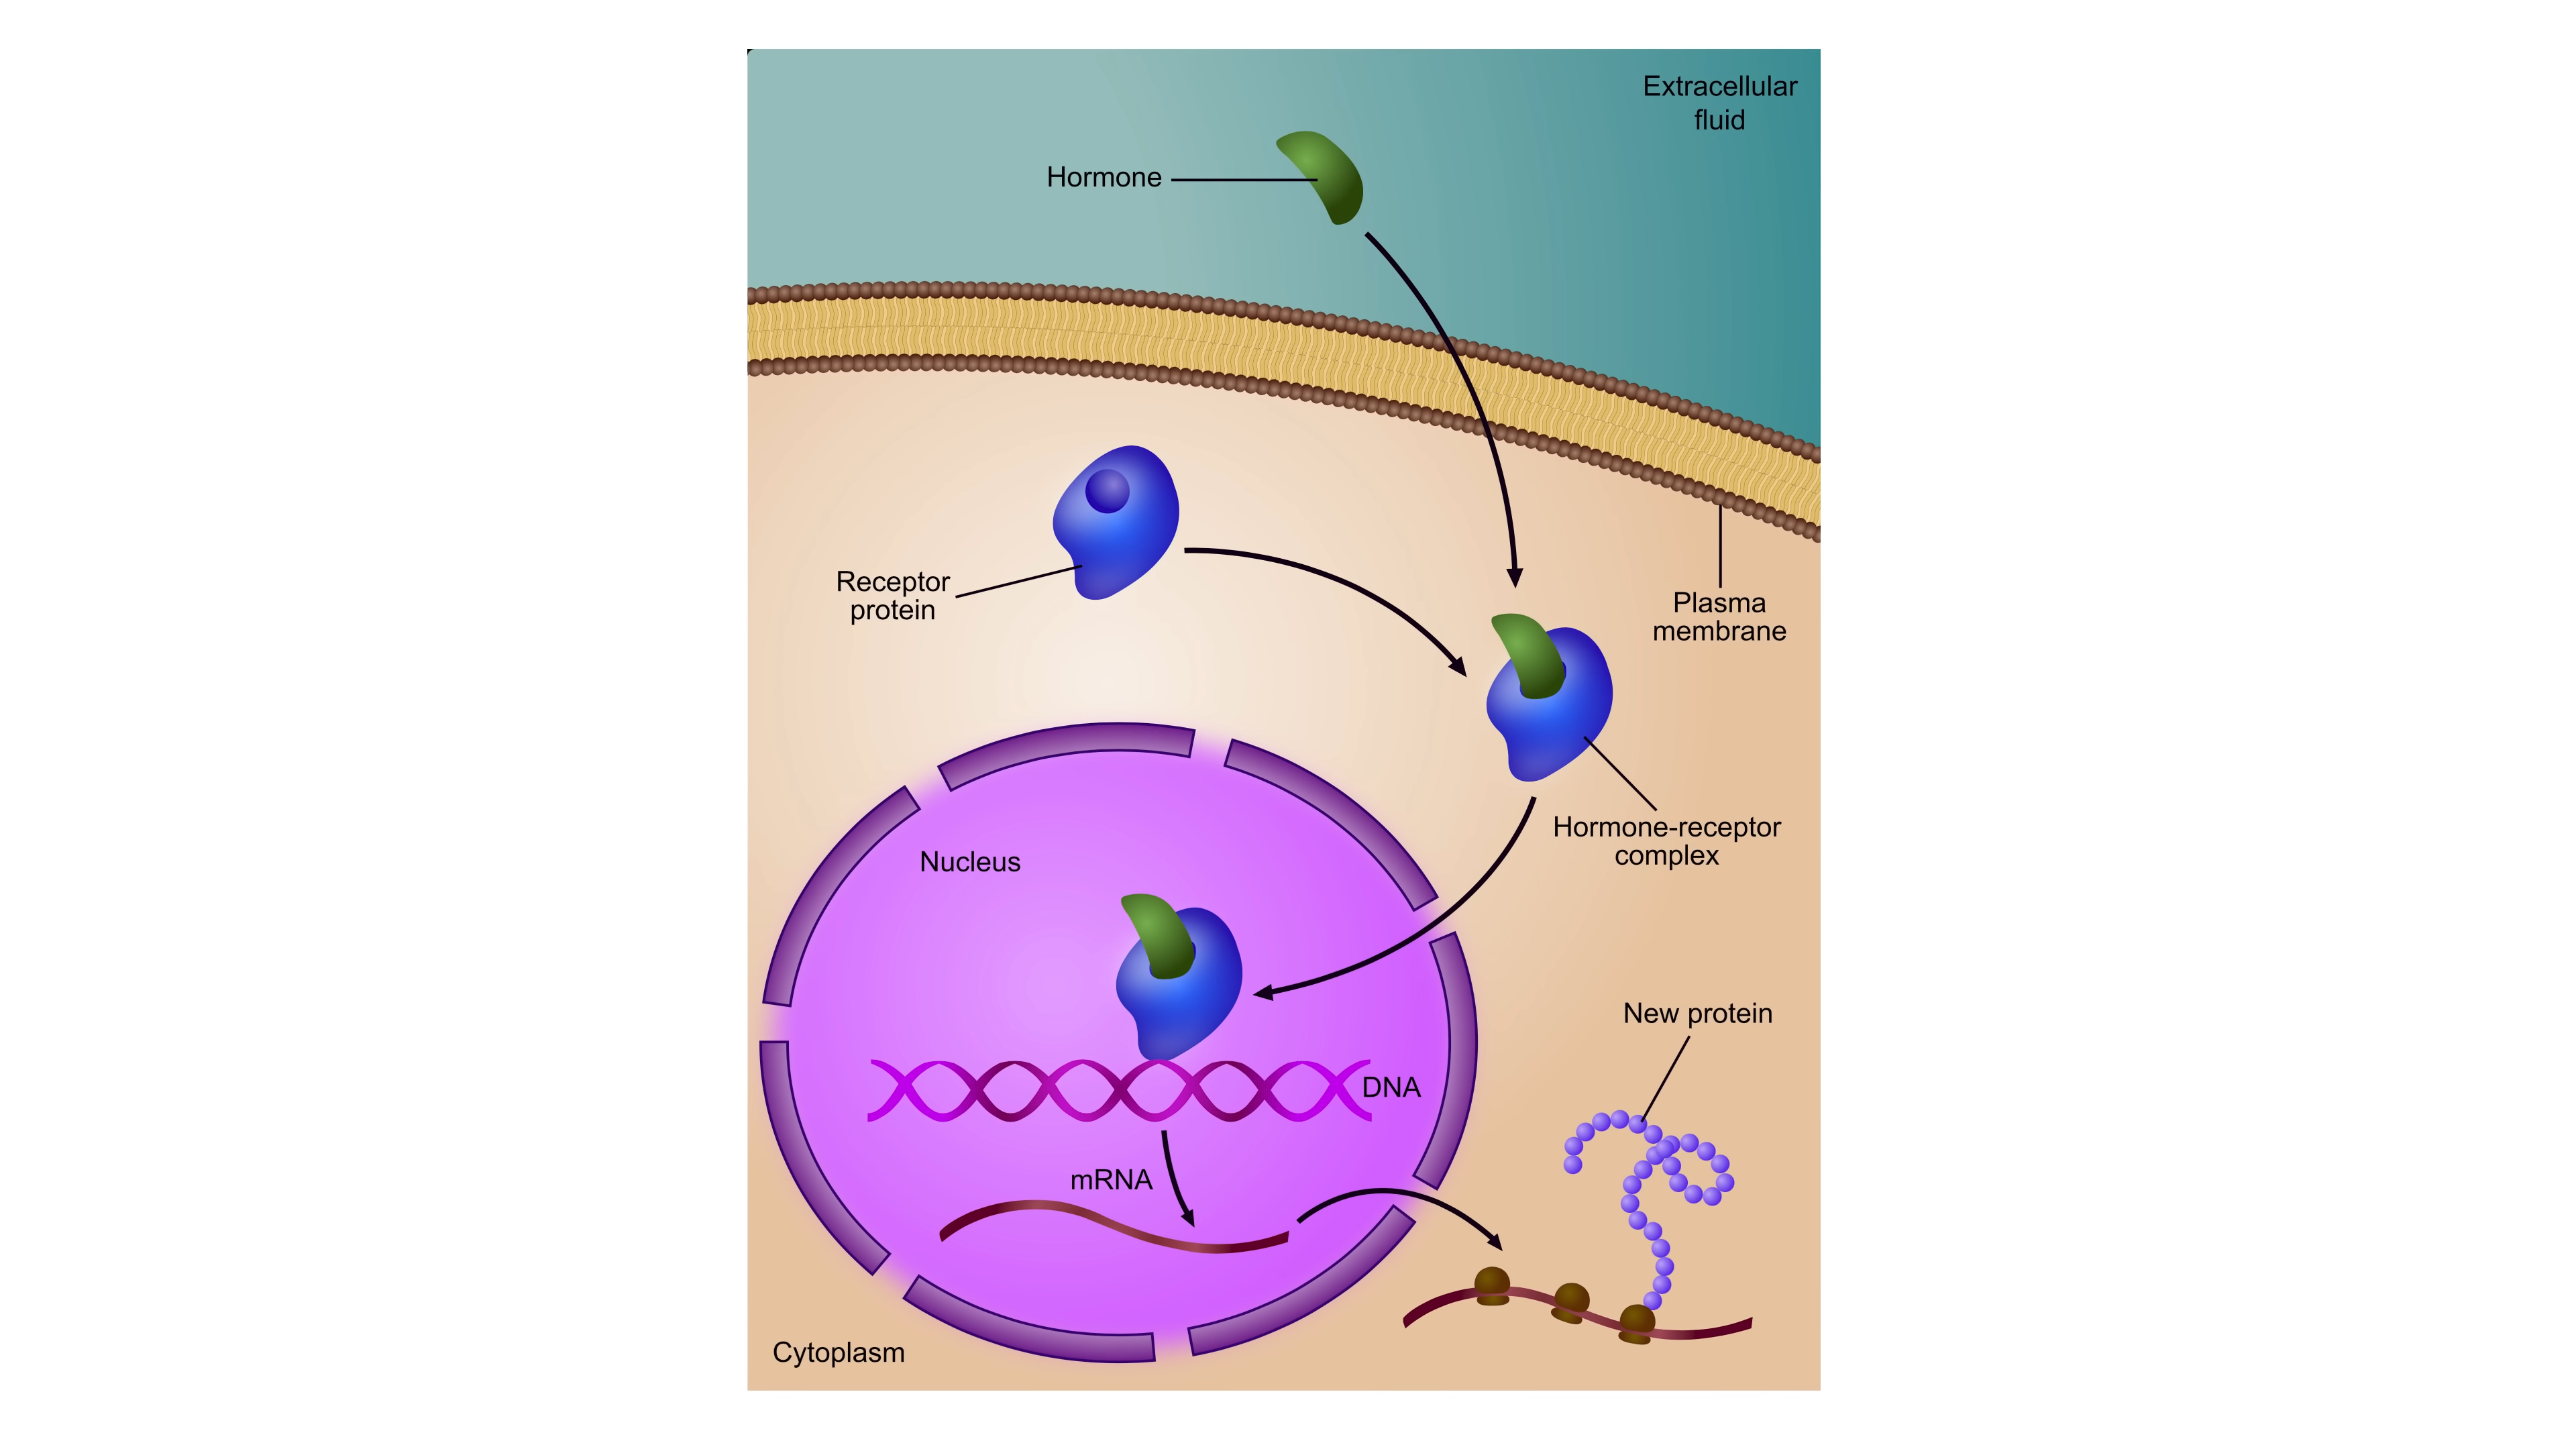 Extracellular
fluid
Hormone
Receptor
protein
Plasma
membrane
Hormone-receptor
complex
Nucleus
New protein
DNA
mRNA
Cytoplasm